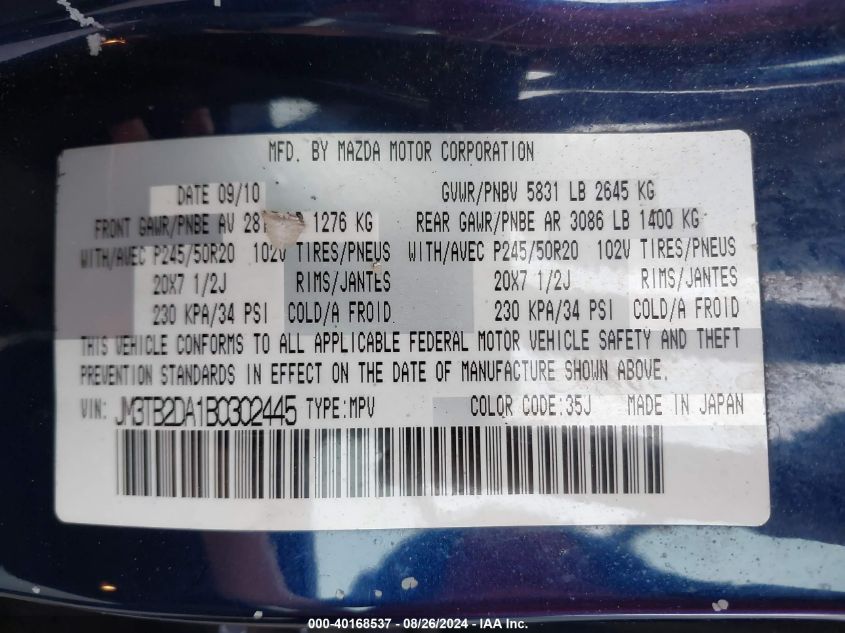 MFD. BY MAZDA MOTOR CORPORATION
DATE 09/10 GVWR/PNBV 5831 LB 2645 KG
FRONT GAWR/PNBE AV 1276 KG REAR GAWR/PNBE AR 3086 LB 1400 KG
WITH/AVEC P245/50R20 102V TIRES/PNEUS WITH/AVEC P245/50R20 102V TIRES/PNEUS
20X7 1/2J RIMS/JANTES 20X7 1/2J RIMS/JANTES
230 KPA/34 PSI COLD/A FROID 230 KPA/34 PSI COLD/A FROID
THIS VEHICLE CONFORMS TO ALL APPLICABLE FEDERAL MOTOR VEHICLE SAFETY AND THEFT
PREVENTION STANDARDS IN EFFECT ON THE DATE OF MANUFACTURE SHOWN ABOVE.
VIN: JM3TB2DA1B0302445 TYPE:MPV COLOR CODE:35J MADE IN JAPAN
000-40168537 - 08/26/2024 - IAA Inc.